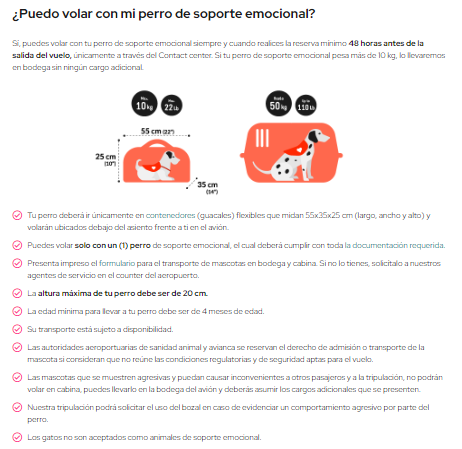 ¿Puedo volar con mi perro de soporte emocional?
Sí, puedes volar con tu perro de soporte emocional siempre y cuando realices la reserva mínimo 48 horas antes de la
salida del vuelo, únicamente a través del Contact center. Si tu perro de soporte emocional pesa más de 10 kg, lo llevaremos
en bodega sin ningún cargo adicional.
10kg 22Lb
50kg 110Lb
55 cm (22")
25 cm
(10")
35 cm
(14")
Tu perro deberá ir únicamente en contenedores (guacales) flexibles que midan 55x35x25 cm (largo, ancho y alto) y
volarán ubicados debajo del asiento frente a ti en el avión.
Puedes volar solo con un (1) perro de soporte emocional, el cual deberá cumplir con toda la documentación requerida.
Presenta impreso el formulario para el transporte de mascotas en bodega y cabina. Si no lo tienes, solicítalo a nuestros
agentes de servicio en el counter del aeropuerto.
La altura máxima de tu perro debe ser de 20 cm.
La edad mínima para llevar a tu perro debe ser de 4 meses de edad.
Su transporte está sujeto a disponibilidad.
Las autoridades aeroportuarias de sanidad animal y avianca se reservan el derecho de admisión o transporte de la
mascota si consideran que no reúne las condiciones regulatorias y de seguridad aptas para el vuelo.
Las mascotas que se muestren agresivas y puedan causar inconvenientes a otros pasajeros y a la tripulación, no podrán
volar en cabina, puedes llevarlo en la bodega del avión y deberás asumir los cargos adicionales que se presenten.
Nuestra tripulación podrá solicitar el uso del bozal en caso de evidenciar un comportamiento agresivo por parte del
perro.
Los gatos no son aceptados como animales de soporte emocional.